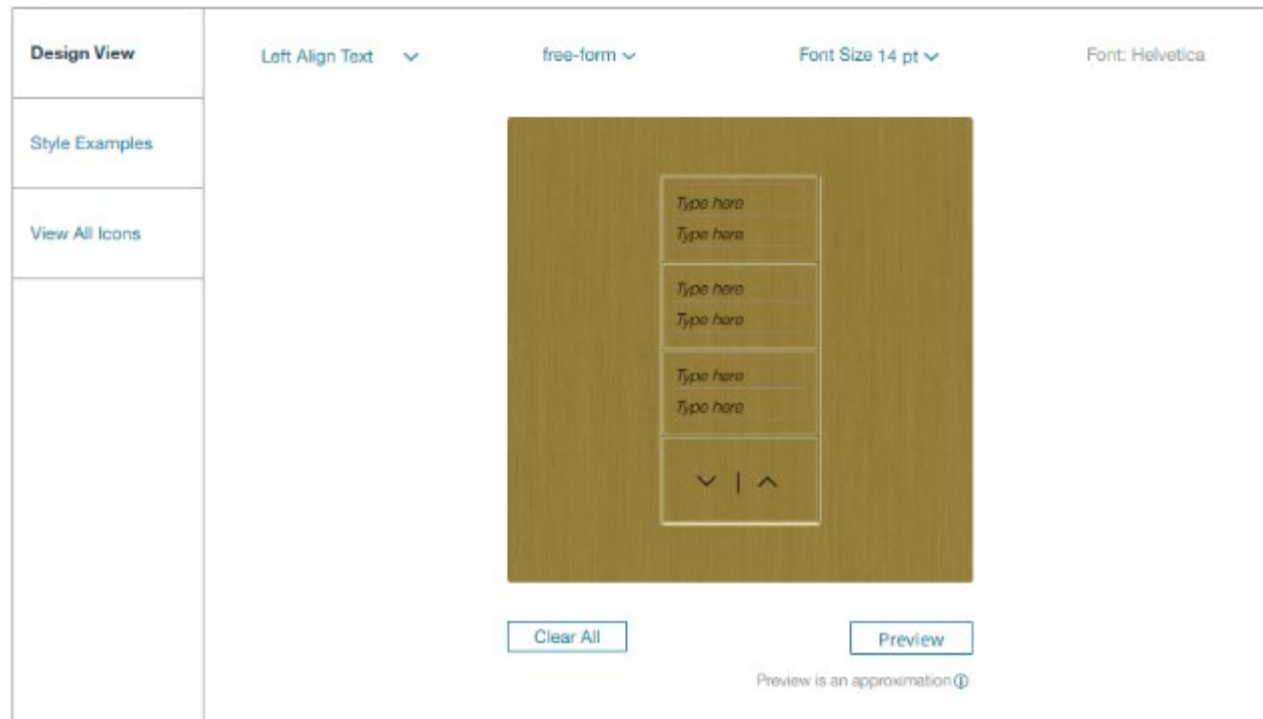 Design View
Style Examples
View All Icons
Left Align Text
free-form
Font Size 14 pt
Font: Helvetica
Type here
Type here
Type here
Type here
Type here
Type here
Clear All
Preview
Preview is an approximation